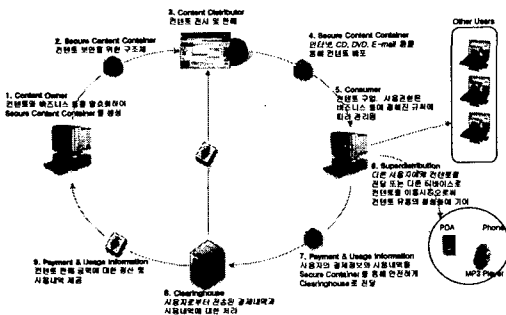 3. Content Distributor
컨텐트 전시 및 판매
2. Secure Content Container
컨텐트 보안을 위한 구조체
4. Secure Content Container
인터넷, CD, DVD, E-mail 등을
통해 컨텐트 배포
Other Users
1. Content Owner
컨텐트와 비즈니스 룰을 암호화하여
Secure Content Container 를 생성
5. Consumer
컨텐트 구입, 사용권한은
비즈니스 룰에 정해진 규칙에
따라 관리됨
6. Superdistribution
다른 사용자에게 컨텐트를
전달 또는 다른 디바이스로
컨텐트를 이동시킴으로써
컨텐트 유통의 활성화에 기여
PDA
Phone
MP3 Player
9. Payment & Usage Information
컨텐트 판매 금액에 대한 정산 및
사용내역 제공
7. Payment & Usage Information
사용자의 결제정보와 사용내역을
Secure Container 를 통해 안전하게
Clearinghouse 로 전달
8. Clearinghouse
사용자로부터 전송된 결제내역과
사용내역에 대한 처리